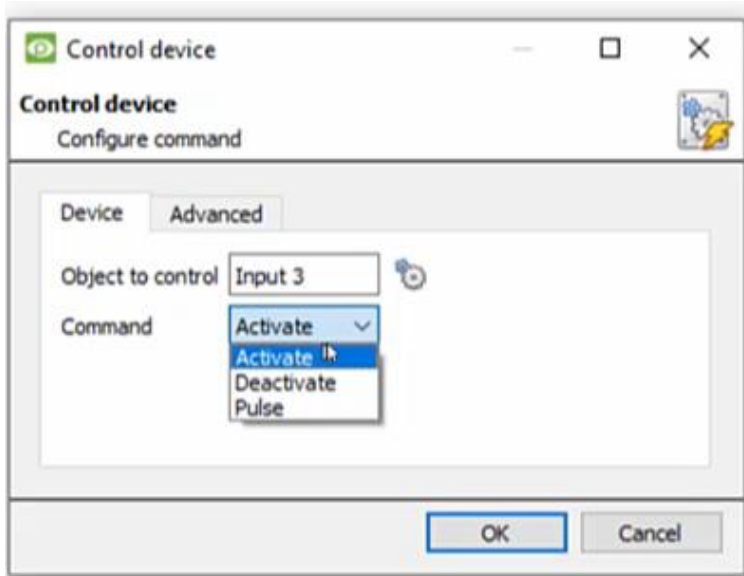 Control device
Control device
Configure command
Device Advanced
Object to control Input 3
Command Activate
Activate
Deactivate
Pulse
OK Cancel